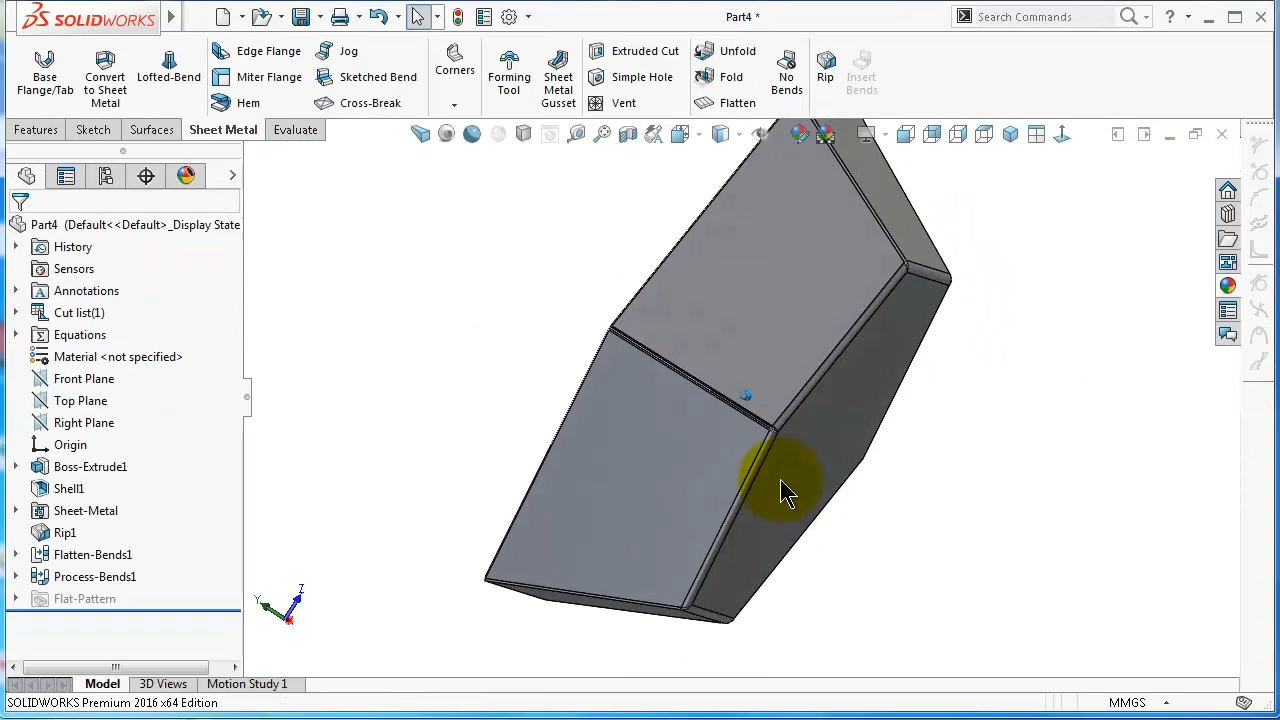 SOLIDWORKS
Part4 *
Search Commands
?
Base Flange/Tab
Convert to Sheet Metal
Lofted-Bend
Edge Flange
Miter Flange
Hem
Jog
Sketched Bend
Cross-Break
Corners
Forming Tool
Sheet Metal Gusset
Extruded Cut
Simple Hole
Vent
Unfold
Fold
Flatten
No Bends
Rip
Insert Bends
Features
Sketch
Surfaces
Sheet Metal
Evaluate
Part4 (Default<<Default>_Display State
History
Sensors
Annotations
Cut list(1)
Equations
Material <not specified>
Front Plane
Top Plane
Right Plane
Origin
Boss-Extrude1
Shell1
Sheet-Metal
Rip1
Flatten-Bends1
Process-Bends1
Flat-Pattern
Z
Y
Model
3D Views
Motion Study 1
SOLIDWORKS Premium 2016 x64 Edition
MMGS